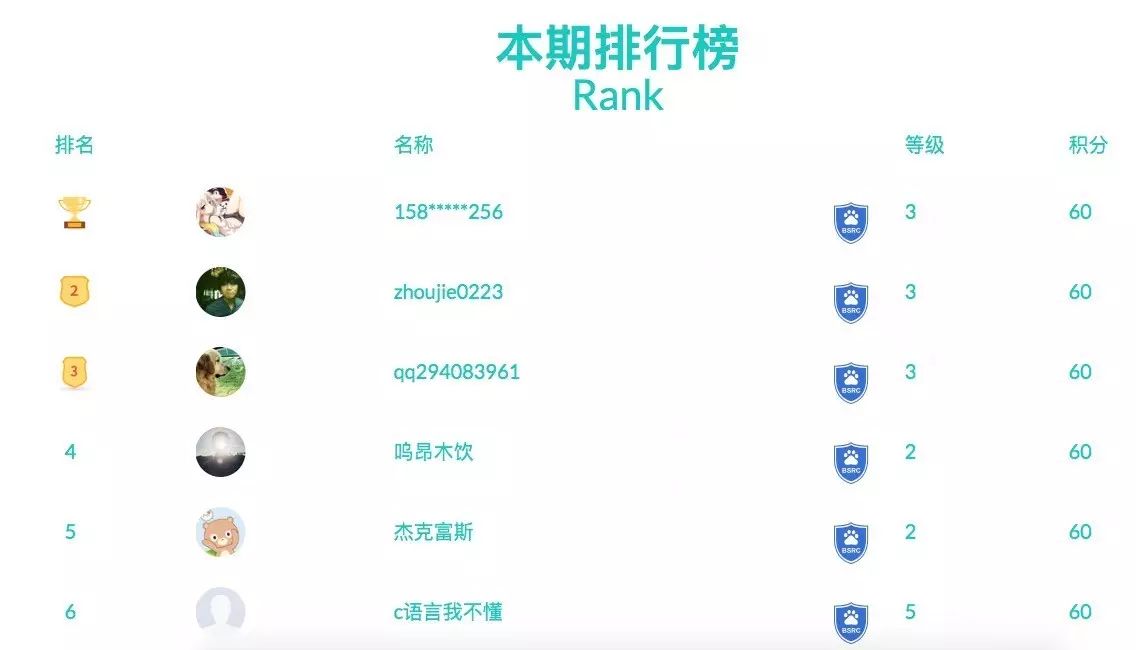 本期排行榜
Rank
排名 名称 等级 积分
158*****256 BSRC 3 60
2 zhoujie0223 BSRC 3 60
3 qq294083961 BSRC 3 60
4 呜昂木饮 BSRC 2 60
5 杰克富斯 BSRC 2 60
6 c语言我不懂 BSRC 5 60